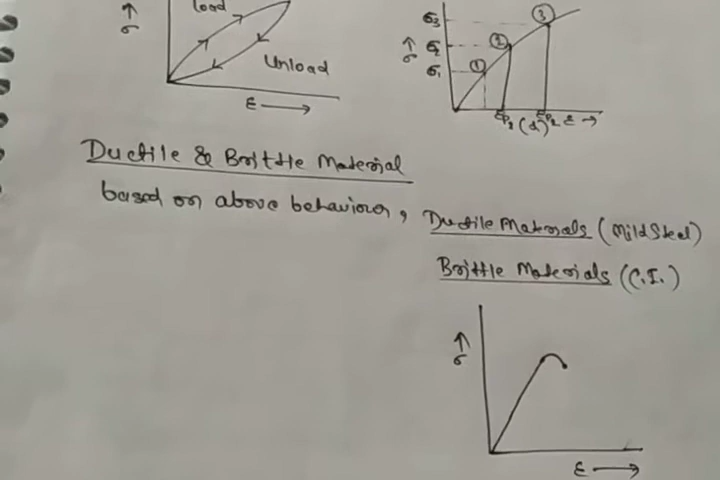 load
↑
σ
Unload
ε →
σ3
σ2
σ1
↑
σ
①
②
③
(d)
ε →
Ductile & Brittle Material
based on above behaviour, Ductile Materials (Mild Steel)
Brittle Materials (C.I.)
↑
σ
ε →